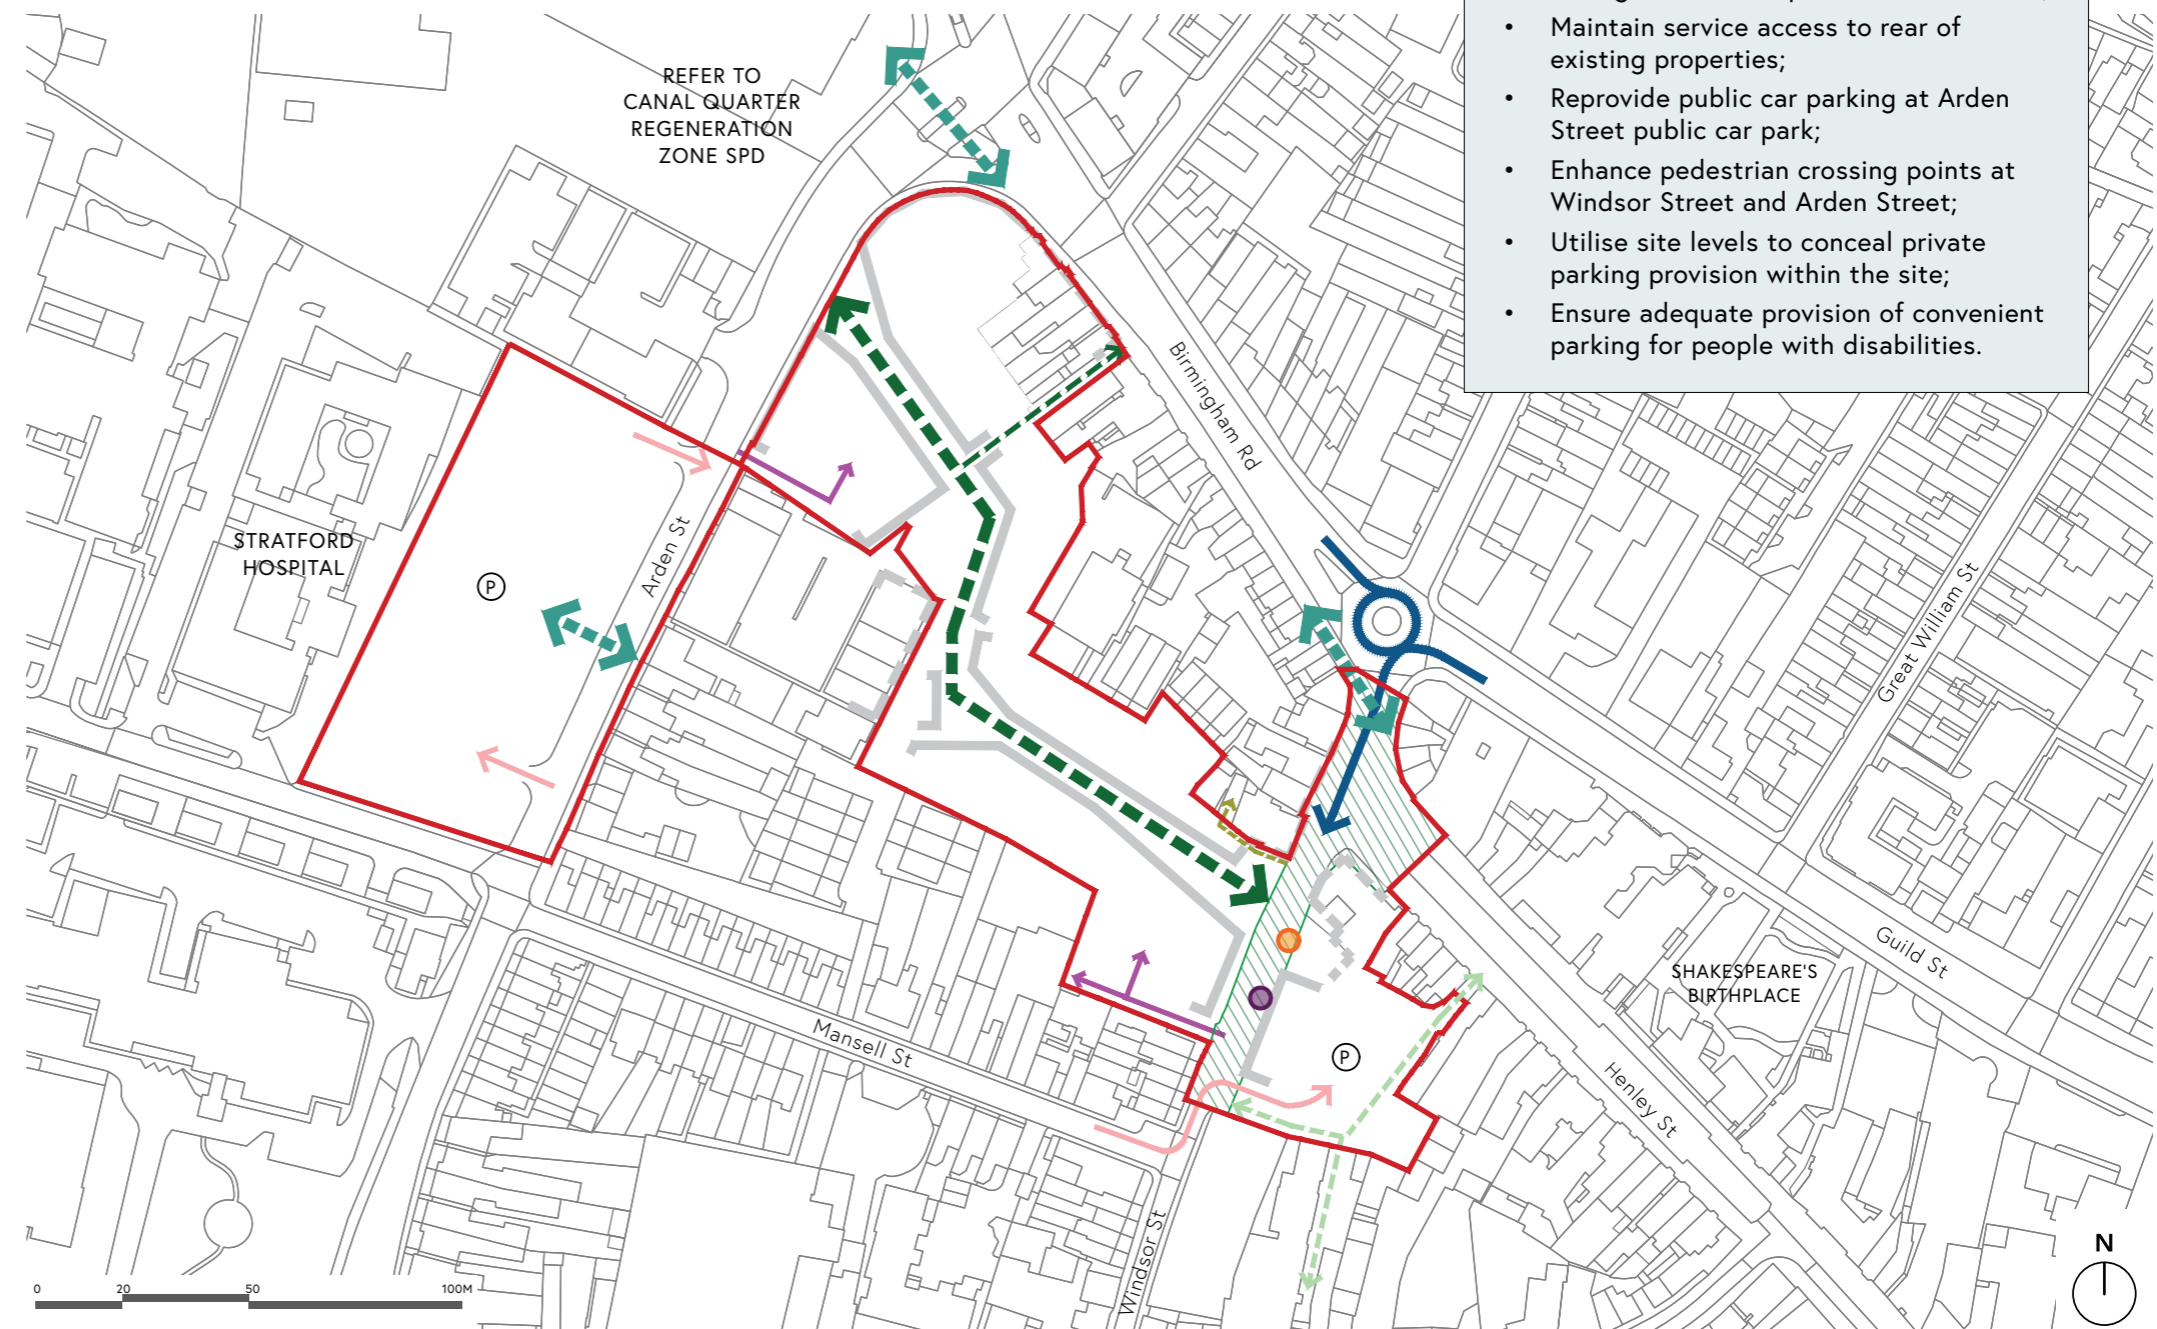 • Maintain service access to rear of
existing properties;
• Reprovide public car parking at Arden
Street public car park;
• Enhance pedestrian crossing points at
Windsor Street and Arden Street;
• Utilise site levels to conceal private
parking provision within the site;
• Ensure adequate provision of convenient
parking for people with disabilities.
REFER TO
CANAL QUARTER
REGENERATION
ZONE SPD
Birmingham Rd
STRATFORD
HOSPITAL
P
Arden St
Great William St
Guild St
SHAKESPEARE'S
BIRTHPLACE
Mansell St
P
Henley St
Windsor St
N
0 20 50 100M